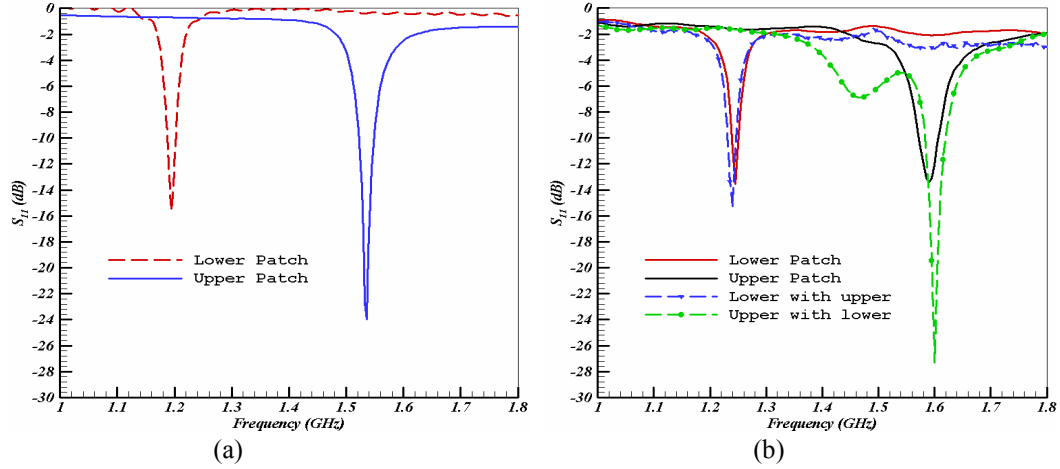 0
-2
-4
-6
-8
-10
-12
-14
-16
-18
-20
-22
-24
-26
-28
-30
S11 (dB)
Lower Patch
Upper Patch
1 1.1 1.2 1.3 1.4 1.5 1.6 1.7 1.8
Frequency (GHz)
(a)
0
-2
-4
-6
-8
-10
-12
-14
-16
-18
-20
-22
-24
-26
-28
-30
S11 (dB)
Lower Patch
Upper Patch
Lower with upper
Upper with lower
1 1.1 1.2 1.3 1.4 1.5 1.6 1.7 1.8
Frequency (GHz)
(b)